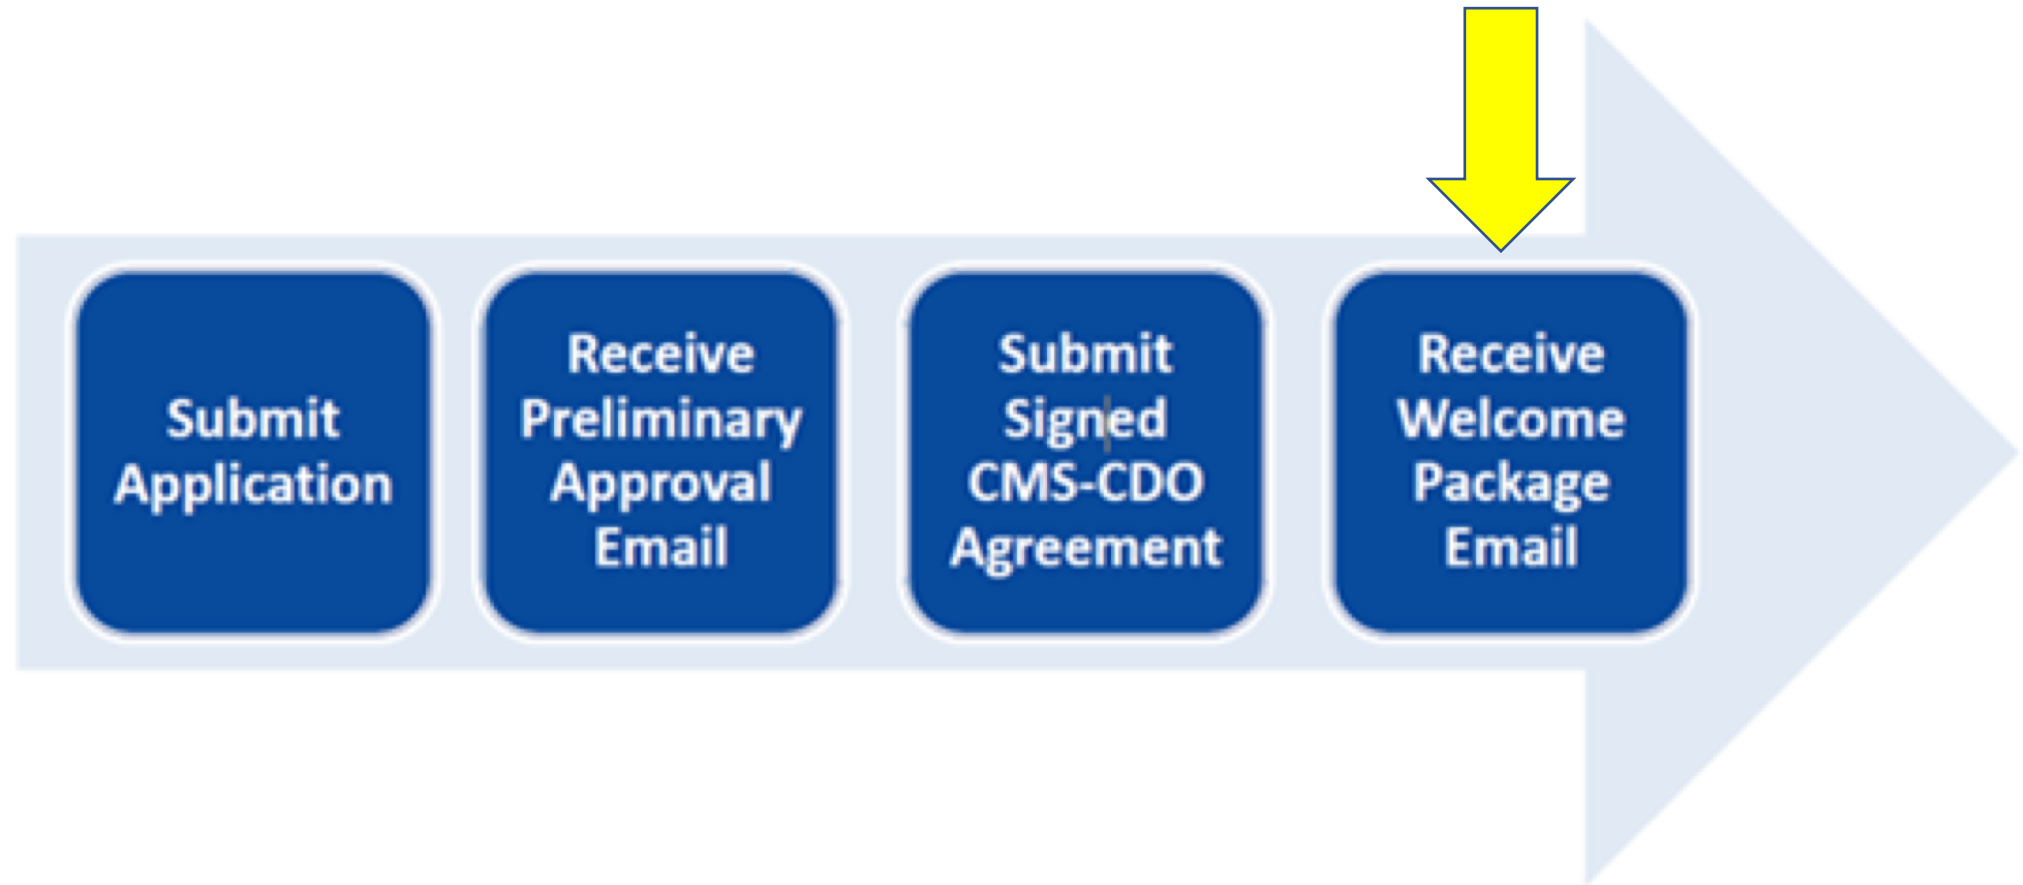 Submit
Application
Receive
Preliminary
Approval
Email
Submit
Signed
CMS-CDO
Agreement
Receive
Welcome
Package
Email